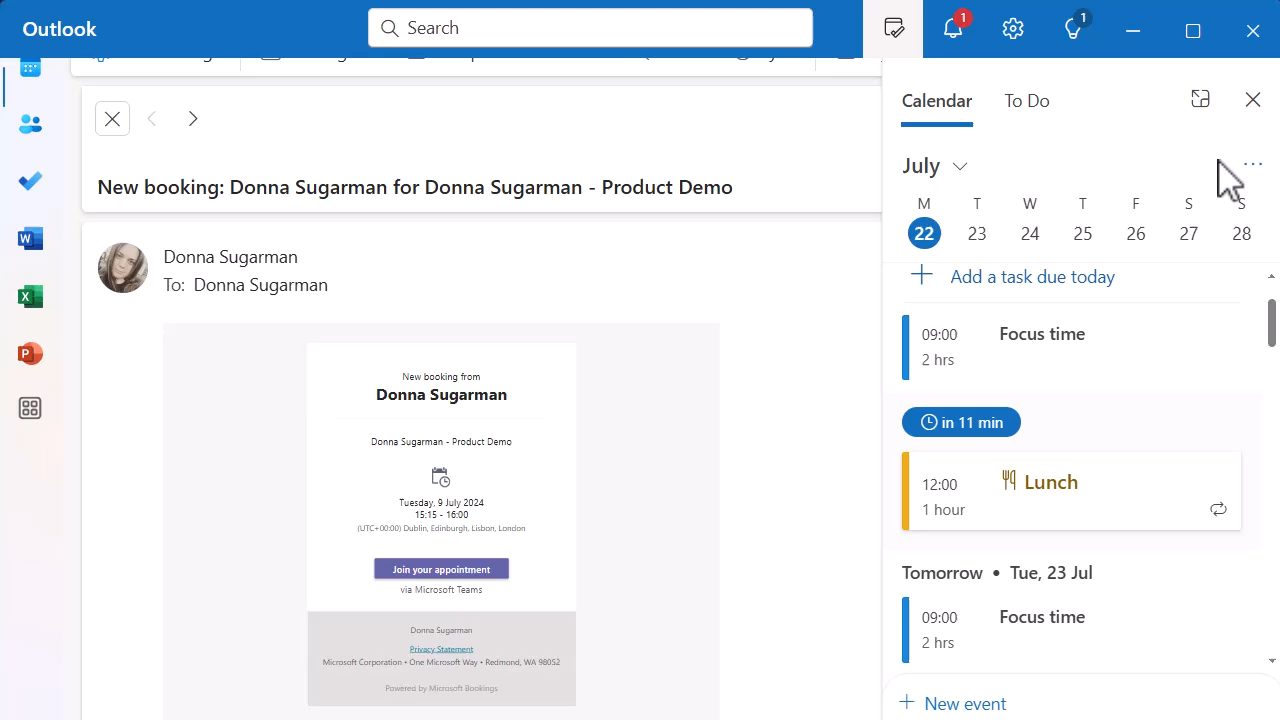 Outlook
Search
1
1
New booking: Donna Sugarman for Donna Sugarman - Product Demo
Donna Sugarman
To: Donna Sugarman
New booking from
Donna Sugarman
Donna Sugarman - Product Demo
Tuesday, 9 July 2024
15:15 - 16:00
(UTC+00:00) Dublin, Edinburgh, Lisbon, London
Join your appointment
via Microsoft Teams
Donna Sugarman
Privacy Statement
Microsoft Corporation • One Microsoft Way • Redmond, WA 98052
Powered by Microsoft Bookings
Calendar To Do
July
M T W T F S S
22 23 24 25 26 27 28
Add a task due today
09:00 Focus time
2 hrs
in 11 min
12:00 Lunch
1 hour
Tomorrow • Tue, 23 Jul
09:00 Focus time
2 hrs
New event
W
X
P